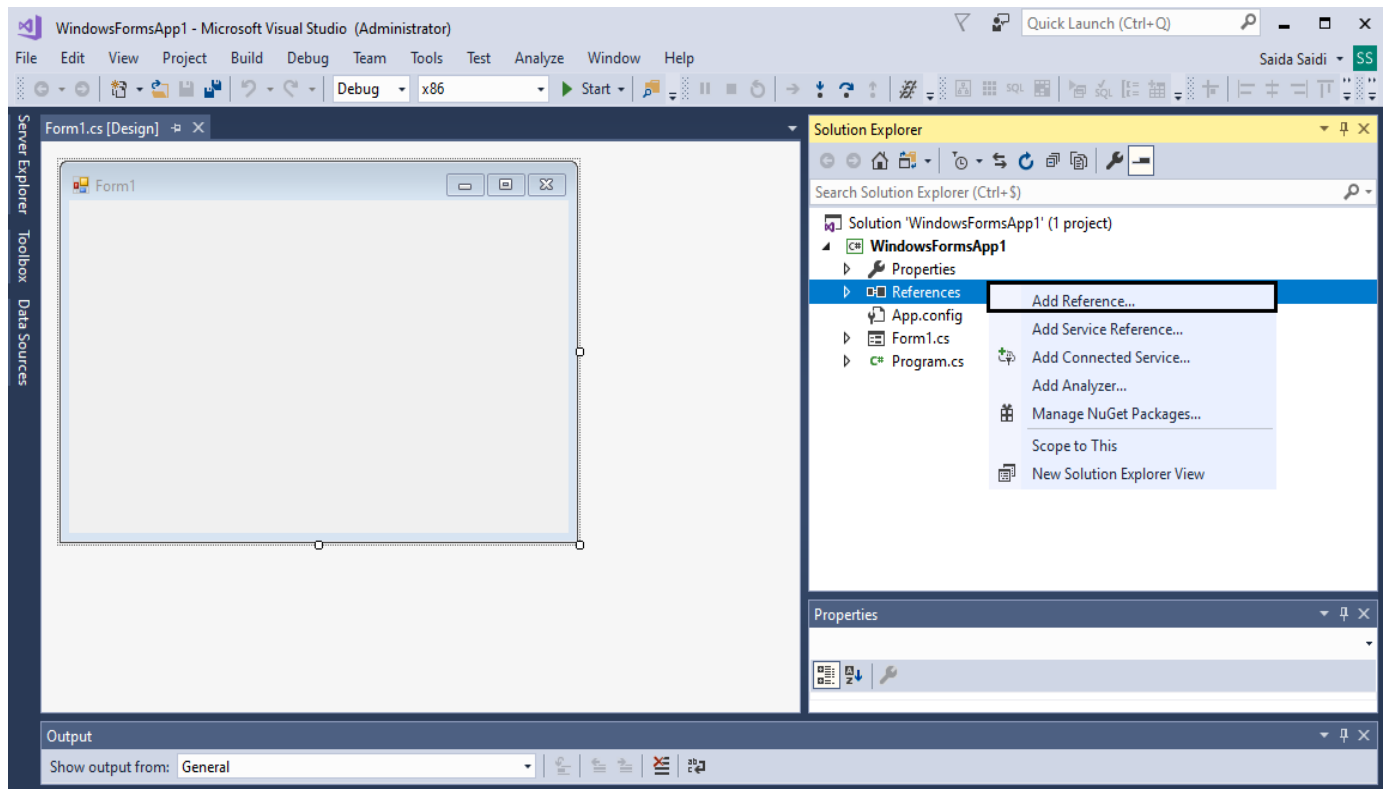 WindowsFormsApp1 - Microsoft Visual Studio (Administrator)
Quick Launch (Ctrl+Q)
File Edit View Project Build Debug Team Tools Test Analyze Window Help
Saida Saidi SS
Debug x86 Start
Server Explorer
Toolbox
Data Sources
Form1.cs [Design]
Form1
Solution Explorer
Search Solution Explorer (Ctrl+$)
Solution 'WindowsFormsApp1' (1 project)
C# WindowsFormsApp1
Properties
References
App.config
Form1.cs
C# Program.cs
Add Reference...
Add Service Reference...
Add Connected Service...
Add Analyzer...
Manage NuGet Packages...
Scope to This
New Solution Explorer View
Properties
Output
Show output from: General